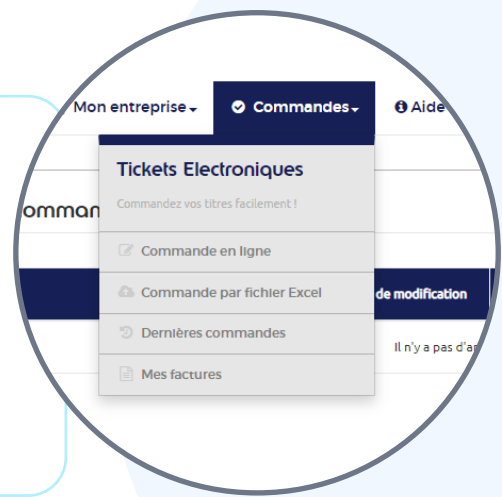 Mon entreprise Commandes Aide
Tickets Electroniques
Commandez vos titres facilement !
omman
Commande en ligne
Commande par fichier Excel
de modification
Dernières commandes
Il n'y a pas d'a
Mes factures